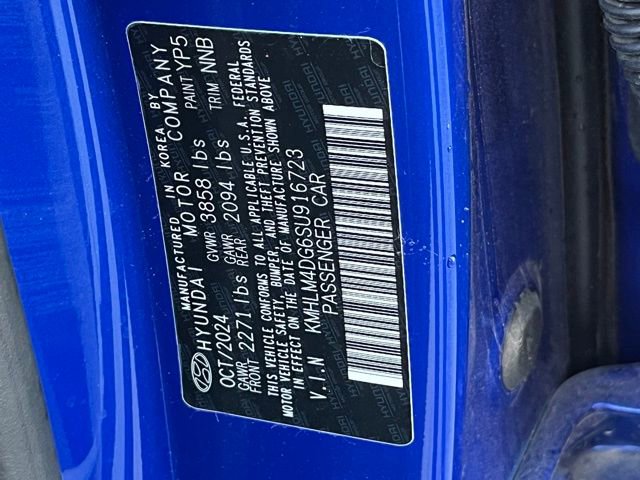 MANUFACTURED IN KOREA BY
HYUNDAI MOTOR COMPANY
OCT/2024 GVWR 3858 lbs PAINT YP5
GAWR FRONT 2271 lbs GAWR REAR 2094 lbs TRIM NNB
THIS VEHICLE CONFORMS TO ALL APPLICABLE U.S.A. FEDERAL
MOTOR VEHICLE SAFETY, BUMPER, AND THEFT PREVENTION STANDARDS
IN EFFECT ON THE DATE OF MANUFACTURE SHOWN ABOVE
V.I.N KMHLM4DG6SU916723
PASSENGER CAR